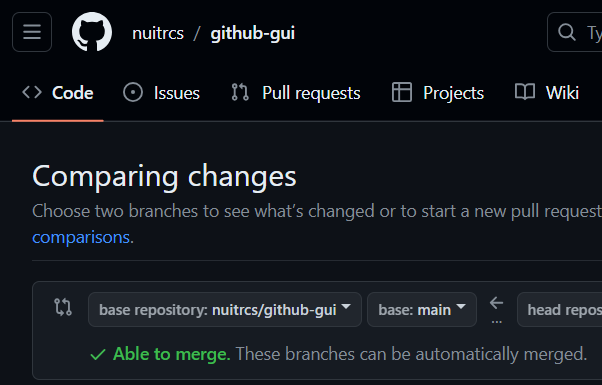 nuitrcs / github-gui
Ty
Code Issues Pull requests Projects Wiki
Comparing changes
Choose two branches to see what's changed or to start a new pull request
comparisons.
base repository: nuitrcs/github-gui base: main ← ... head repos
Able to merge. These branches can be automatically merged.